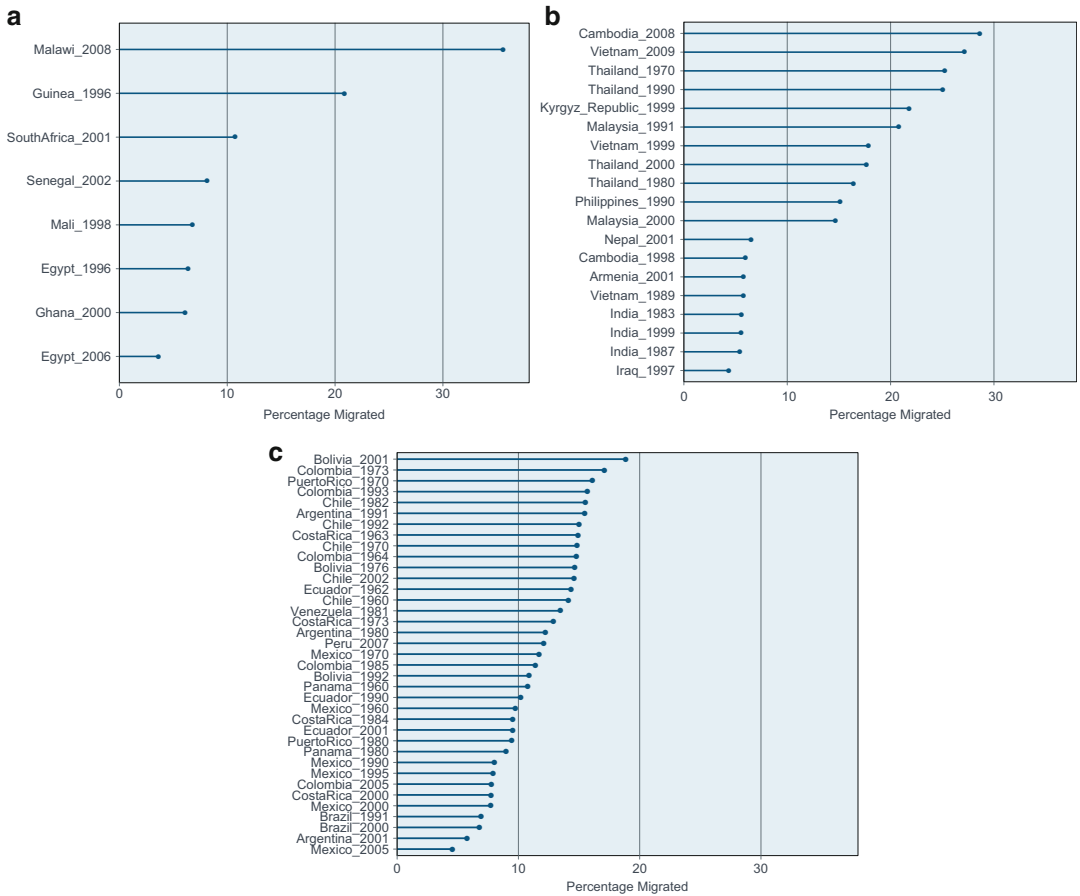 a
Malawi_2008
Guinea_1996
SouthAfrica_2001
Senegal_2002
Mali_1998
Egypt_1996
Ghana_2000
Egypt_2006
0 10 20 30
Percentage Migrated
b
Cambodia_2008
Vietnam_2009
Thailand_1970
Thailand_1990
Kyrgyz_Republic_1999
Malaysia_1991
Vietnam_1999
Thailand_2000
Thailand_1980
Philippines_1990
Malaysia_2000
Nepal_2001
Cambodia_1998
Armenia_2001
Vietnam_1989
India_1983
India_1999
India_1987
Iraq_1997
0 10 20 30
Percentage Migrated
c
Bolivia_2001
Colombia_1973
PuertoRico_1970
Colombia_1993
Chile_1982
Argentina_1991
Chile_1992
CostaRica_1963
Chile_1970
Colombia_1964
Bolivia_1976
Chile_2002
Ecuador_1962
Chile_1960
Venezuela_1981
CostaRica_1973
Argentina_1980
Peru_2007
Mexico_1970
Colombia_1985
Bolivia_1992
Panama_1960
Ecuador_1990
Mexico_1960
CostaRica_1984
Ecuador_2001
PuertoRico_1980
Panama_1980
Mexico_1990
Mexico_1995
Colombia_2005
CostaRica_2000
Mexico_2000
Brazil_1991
Brazil_2000
Argentina_2001
Mexico_2005
0 10 20 30
Percentage Migrated